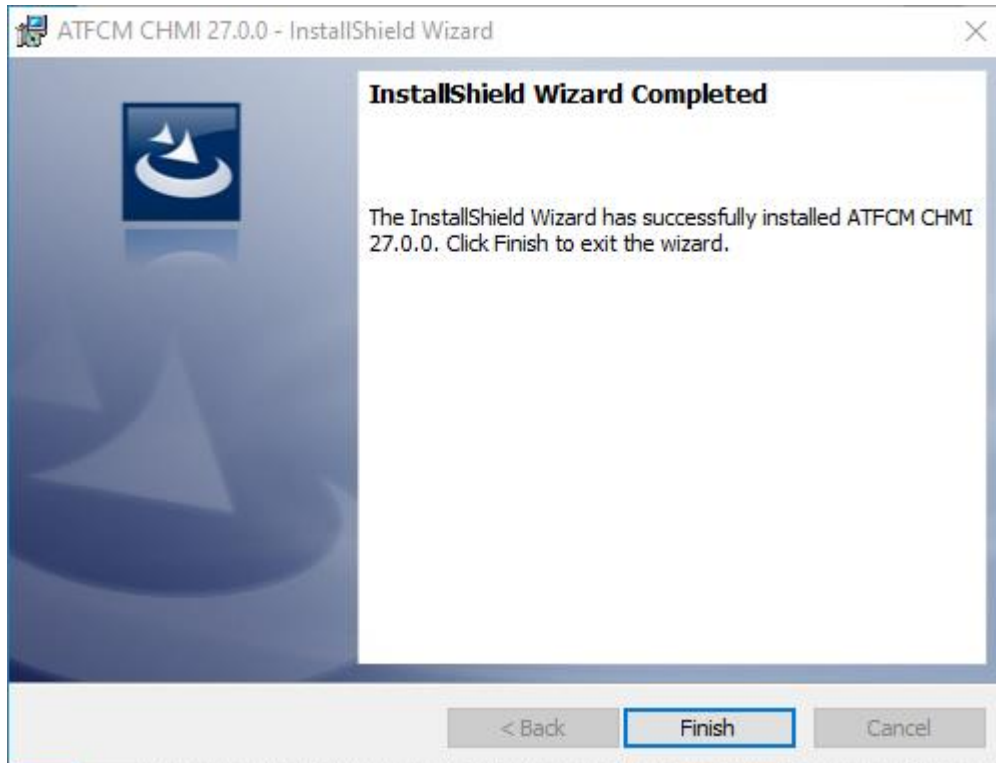 ATFCM CHMI 27.0.0 - InstallShield Wizard
InstallShield Wizard Completed
The InstallShield Wizard has successfully installed ATFCM CHMI
27.0.0. Click Finish to exit the wizard.
< Back
Finish
Cancel